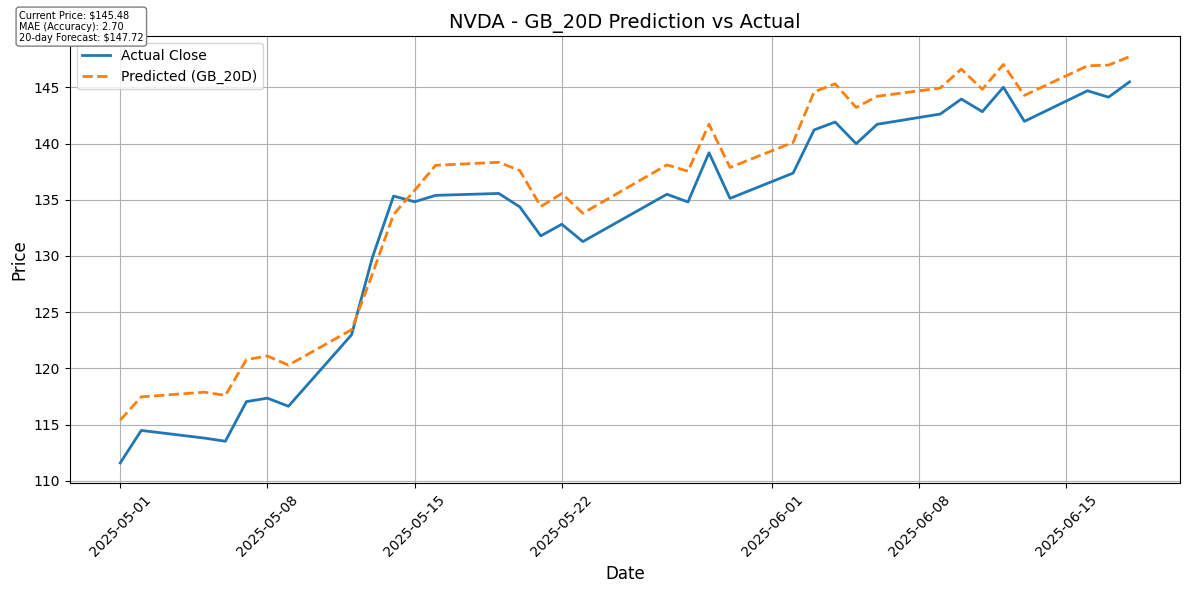 NVDA - GB_20D Prediction vs Actual
Current Price: $145.48
MAE (Accuracy): 2.70
20-day Forecast: $147.72
Actual Close
Predicted (GB_20D)
Price
145
140
135
130
125
120
115
110
2025-05-01
2025-05-08
2025-05-15
2025-05-22
2025-06-01
2025-06-08
2025-06-15
Date